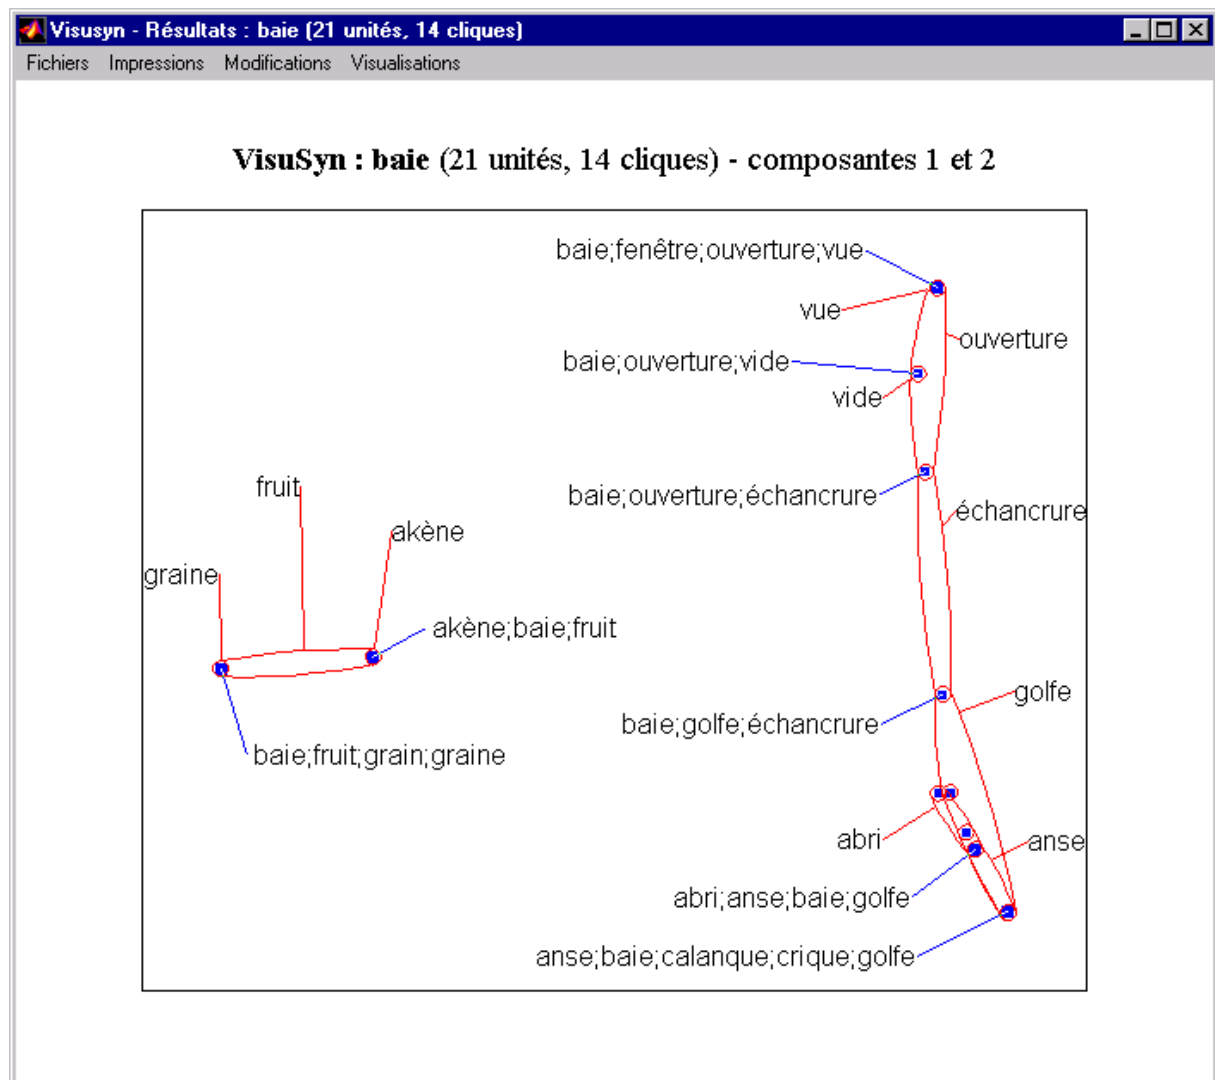 Visusyn - Résultats : baie (21 unités, 14 cliques)
Fichiers Impressions Modifications Visualisations
VisuSyn : baie (21 unités, 14 cliques) - composantes 1 et 2
baie;fenêtre;ouverture;vue
vue
ouverture
baie;ouverture;vide
vide
fruit
baie;ouverture;échancrure
échancrure
akène
graine
akène;baie;fruit
golfe
baie;golfe;échancrure
baie;fruit;grain;graine
abri
anse
abri;anse;baie;golfe
anse;baie;calanque;crique;golfe